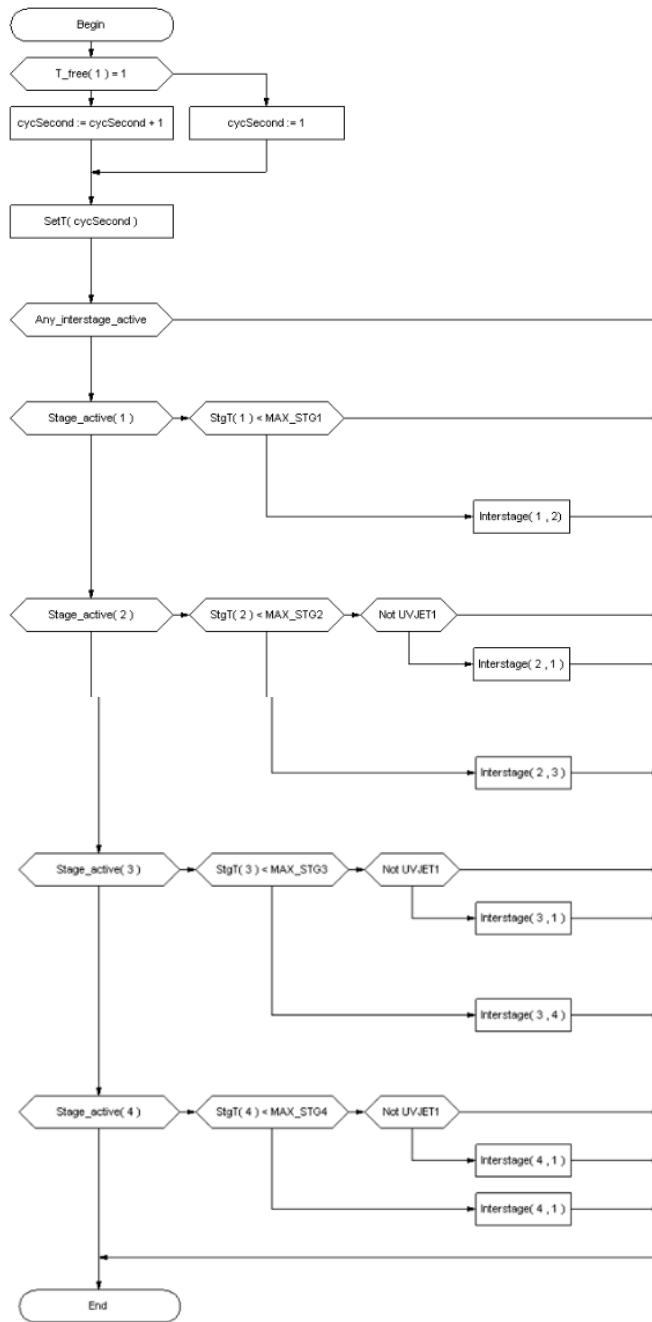 Begin
T_free( 1 ) = 1
cycSecond := cycSecond + 1
cycSecond := 1
SetT( cycSecond )
Any_interstage_active
Stage_active( 1 )
StgT( 1 ) < MAX_STG1
Interstage( 1 , 2)
Stage_active( 2 )
StgT( 2 ) < MAX_STG2
Not UVJET1
Interstage( 2 , 1 )
Interstage( 2 , 3 )
Stage_active( 3 )
StgT( 3 ) < MAX_STG3
Not UVJET1
Interstage( 3 , 1 )
Interstage( 3 , 4 )
Stage_active( 4 )
StgT( 4 ) < MAX_STG4
Not UVJET1
Interstage( 4 , 1 )
Interstage( 4 , 1 )
End